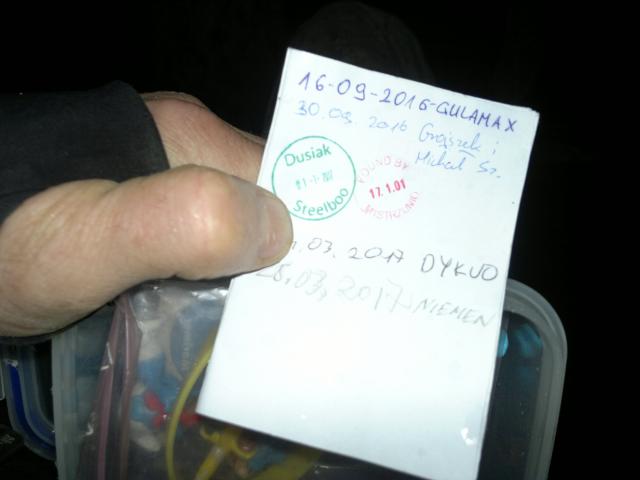 16-09-2016-GULAMAX
30.09.2016 Grojszek i
Michał Sz.
Dusiak
Steelboo
FOUND BY
17.1.01
.03.2017 DYKUO
28.03.2017 NIEMEN